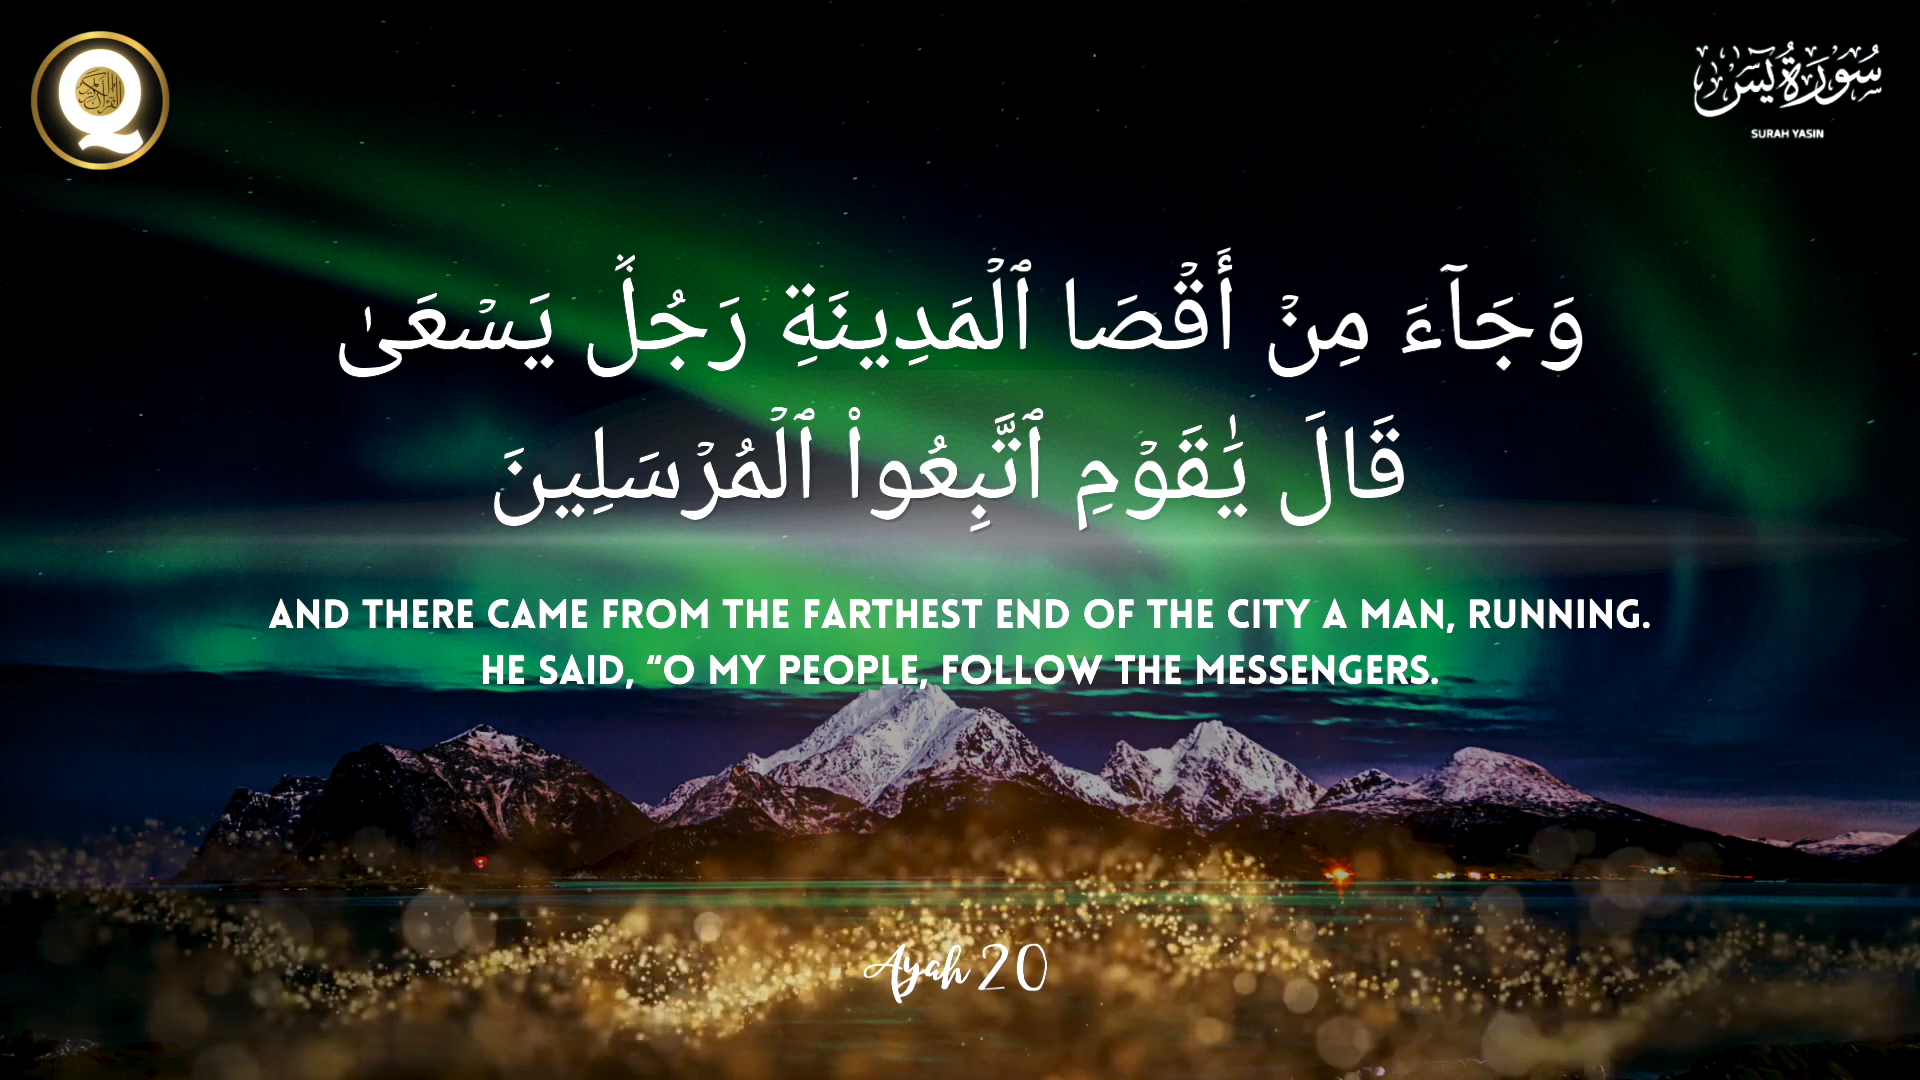 سُورَةُ يسٓ
SURAH YASIN
وَجَآءَ مِنۡ أَقۡصَا ٱلۡمَدِينَةِ رَجُلٞ يَسۡعَىٰ
قَالَ يَٰقَوۡمِ ٱتَّبِعُواْ ٱلۡمُرۡسَلِينَ
AND THERE CAME FROM THE FARTHEST END OF THE CITY A MAN, RUNNING.
HE SAID, “O MY PEOPLE, FOLLOW THE MESSENGERS.
Ayah 20